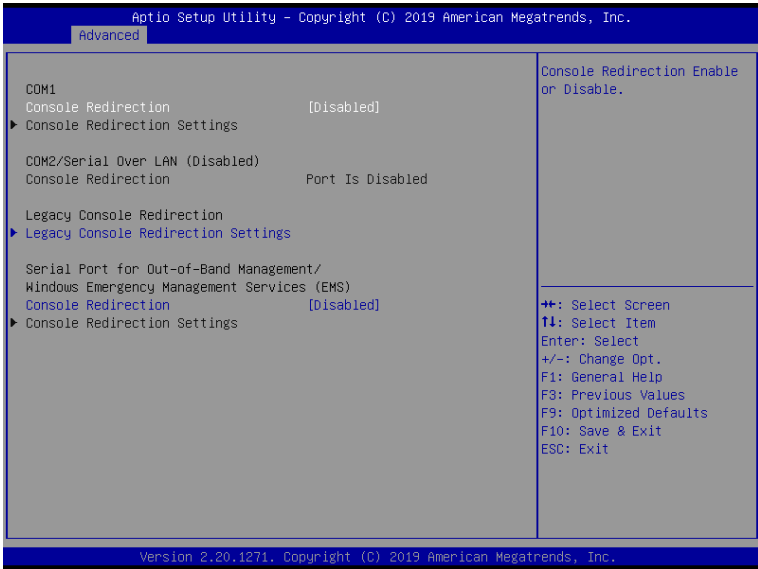 Aptio Setup Utility – Copyright (C) 2019 American Megatrends, Inc.
Advanced
COM1
Console Redirection [Disabled]
Console Redirection Settings
COM2/Serial Over LAN (Disabled)
Console Redirection Port Is Disabled
Legacy Console Redirection
Legacy Console Redirection Settings
Serial Port for Out-of-Band Management/
Windows Emergency Management Services (EMS)
Console Redirection [Disabled]
Console Redirection Settings
Console Redirection Enable
or Disable.
→←: Select Screen
↑↓: Select Item
Enter: Select
+/-: Change Opt.
F1: General Help
F3: Previous Values
F9: Optimized Defaults
F10: Save & Exit
ESC: Exit
Version 2.20.1271. Copyright (C) 2019 American Megatrends, Inc.